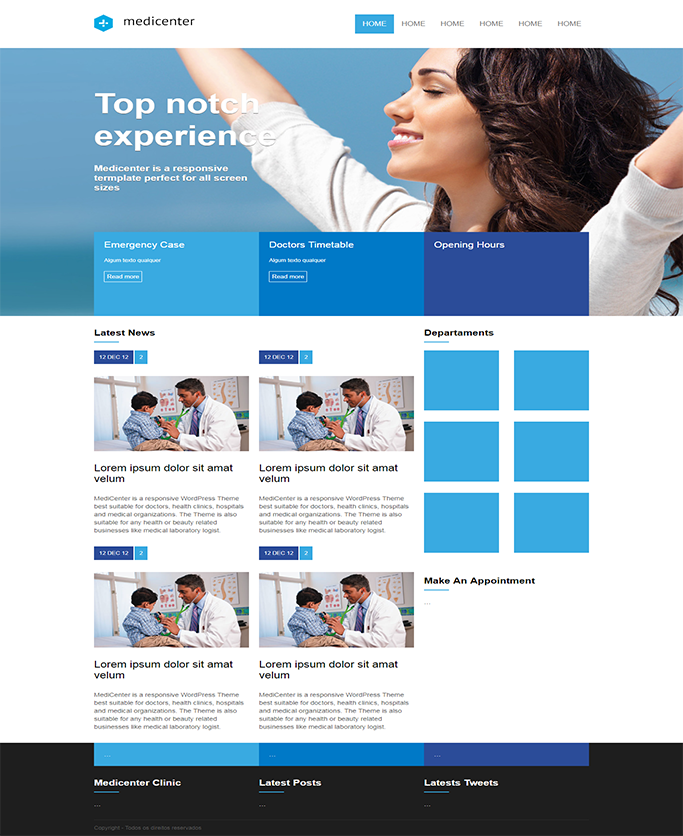 medicenter
HOME HOME HOME HOME HOME HOME
Top notch
experience
Medicenter is a responsive
termplate perfect for all screen
sizes
Emergency Case
Algum texto qualquer
Read more
Doctors Timetable
Algum texto qualquer
Read more
Opening Hours
Latest News
12 DEC 12 2
Lorem ipsum dolor sit amat
velum
MediCenter is a responsive WordPress Theme
best suitable for doctors, health clinics, hospitals
and medical organizations. The Theme is also
suitable for any health or beauty related
businesses like medical laboratory logist.
12 DEC 12 2
Lorem ipsum dolor sit amat
velum
MediCenter is a responsive WordPress Theme
best suitable for doctors, health clinics, hospitals
and medical organizations. The Theme is also
suitable for any health or beauty related
businesses like medical laboratory logist.
12 DEC 12 2
Lorem ipsum dolor sit amat
velum
MediCenter is a responsive WordPress Theme
best suitable for doctors, health clinics, hospitals
and medical organizations. The Theme is also
suitable for any health or beauty related
businesses like medical laboratory logist.
12 DEC 12 2
Lorem ipsum dolor sit amat
velum
MediCenter is a responsive WordPress Theme
best suitable for doctors, health clinics, hospitals
and medical organizations. The Theme is also
suitable for any health or beauty related
businesses like medical laboratory logist.
Departaments
Make An Appointment
...
... ... ...
Medicenter Clinic
...
Latest Posts
...
Latests Tweets
...
Copyright - Todos os direitos reservados